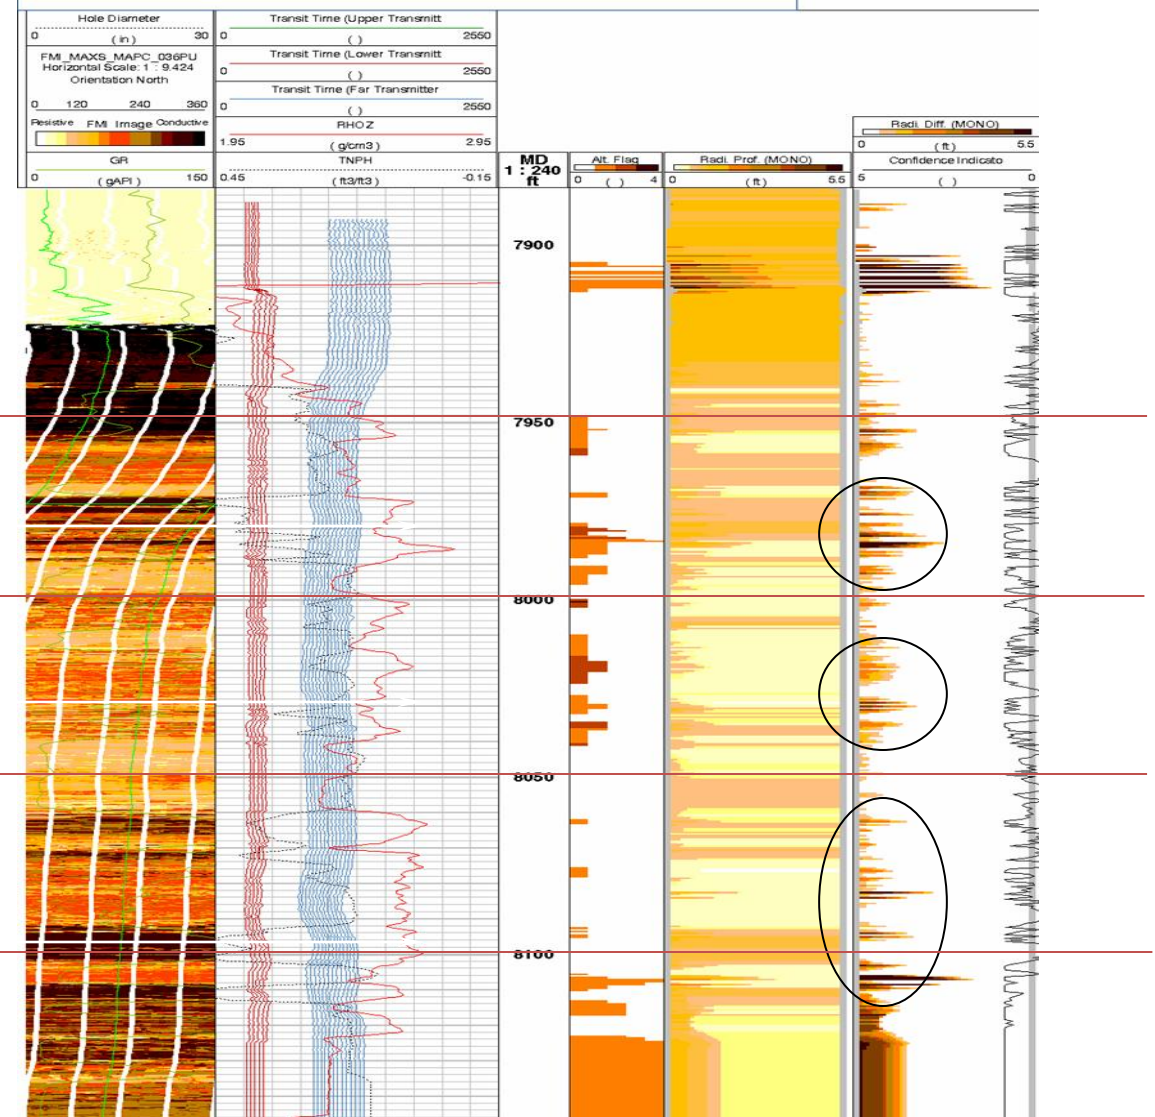 Hole Diameter
0 (in) 30
FMI_MAXS_MAPC_036PU
Horizontal Scale: 1 : 9.424
Orientation North
0 120 240 360
Resistive FMI Image Conductive
GR
0 (gAPI) 150
Transit Time (Upper Transmitt
0 () 2550
Transit Time (Lower Transmitt
0 () 2550
Transit Time (Far Transmitter
0 () 2550
RHOZ
1.95 (g/cm3) 2.95
TNPH
0.45 (ft3/ft3) -0.15
MD
1 : 240
ft
Alt. Flag
0 () 4
Radi. Prof. (MONO)
0 (ft) 5.5
Radi. Diff. (MONO)
0 (ft) 5.5
Confidence Indicato
5 () 0
7900
7950
8000
8050
8100